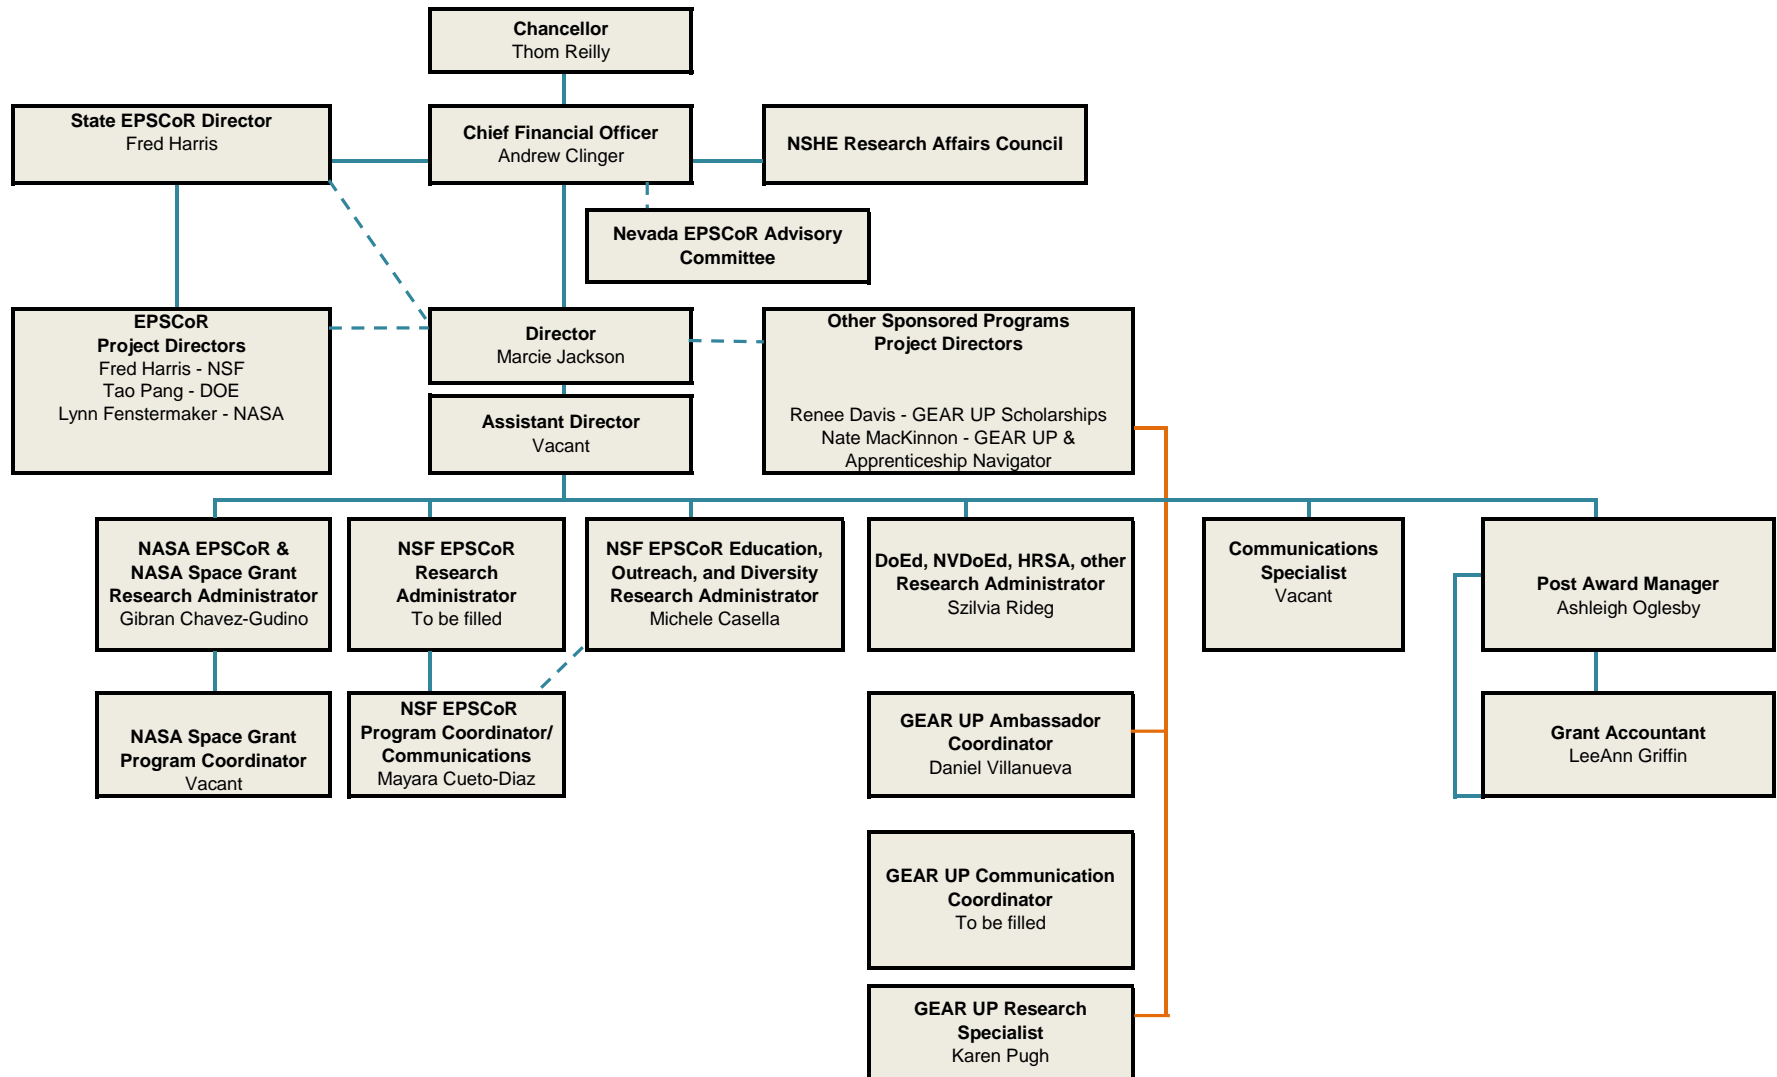 Chancellor
Thom Reilly
State EPSCoR Director
Fred Harris
Chief Financial Officer
Andrew Clinger
NSHE Research Affairs Council
Nevada EPSCoR Advisory
Committee
EPSCoR
Project Directors
Fred Harris - NSF
Tao Pang - DOE
Lynn Fenstermaker - NASA
Director
Marcie Jackson
Other Sponsored Programs
Project Directors
Renee Davis - GEAR UP Scholarships
Nate MacKinnon - GEAR UP &
Apprenticeship Navigator
Assistant Director
Vacant
NASA EPSCoR &
NASA Space Grant
Research Administrator
Gibran Chavez-Gudino
NSF EPSCoR
Research
Administrator
To be filled
NSF EPSCoR Education,
Outreach, and Diversity
Research Administrator
Michele Casella
DoEd, NVDoEd, HRSA, other
Research Administrator
Szilvia Rideg
Communications
Specialist
Vacant
Post Award Manager
Ashleigh Oglesby
NASA Space Grant
Program Coordinator
Vacant
NSF EPSCoR
Program Coordinator/
Communications
Mayara Cueto-Diaz
GEAR UP Ambassador
Coordinator
Daniel Villanueva
Grant Accountant
LeeAnn Griffin
GEAR UP Communication
Coordinator
To be filled
GEAR UP Research
Specialist
Karen Pugh